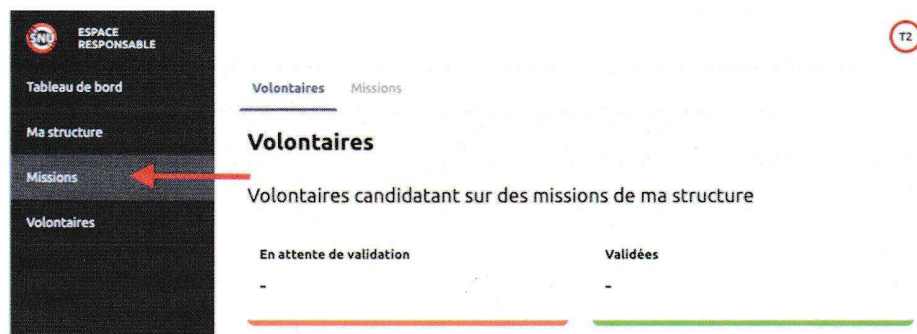 SNU
ESPACE
RESPONSABLE
T2
Tableau de bord
Ma structure
Missions
Volontaires
Volontaires Missions
Volontaires
Volontaires candidatant sur des missions de ma structure
En attente de validation
-
Validées
-